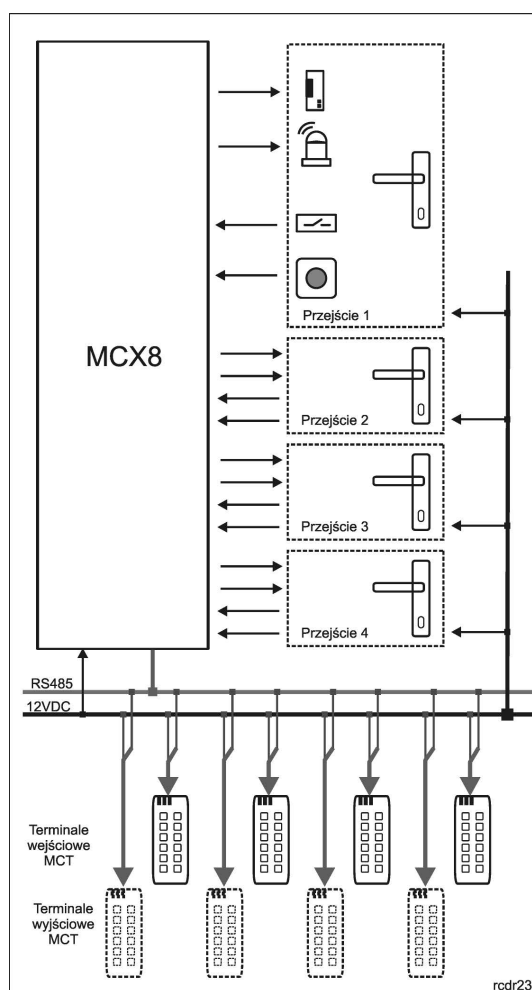 MCX8
Przejście 1
Przejście 2
Przejście 3
Przejście 4
RS485
12VDC
Terminale
wejściowe
MCT
Terminale
wyjściowe
MCT
rcdr23